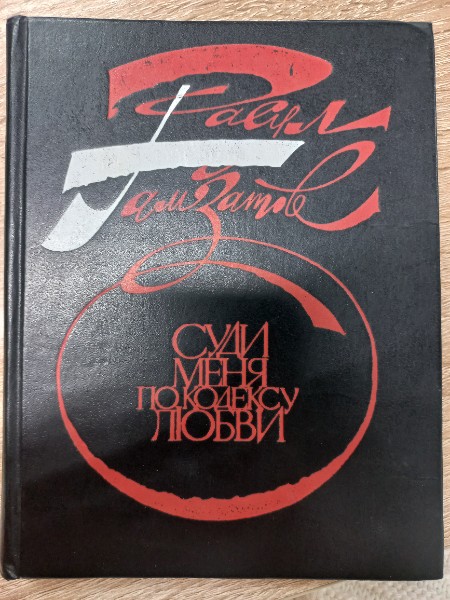 Расул
Гамзатов
СУДИ
МЕНЯ
ПО КОДЕКСУ
ЛЮБВИ